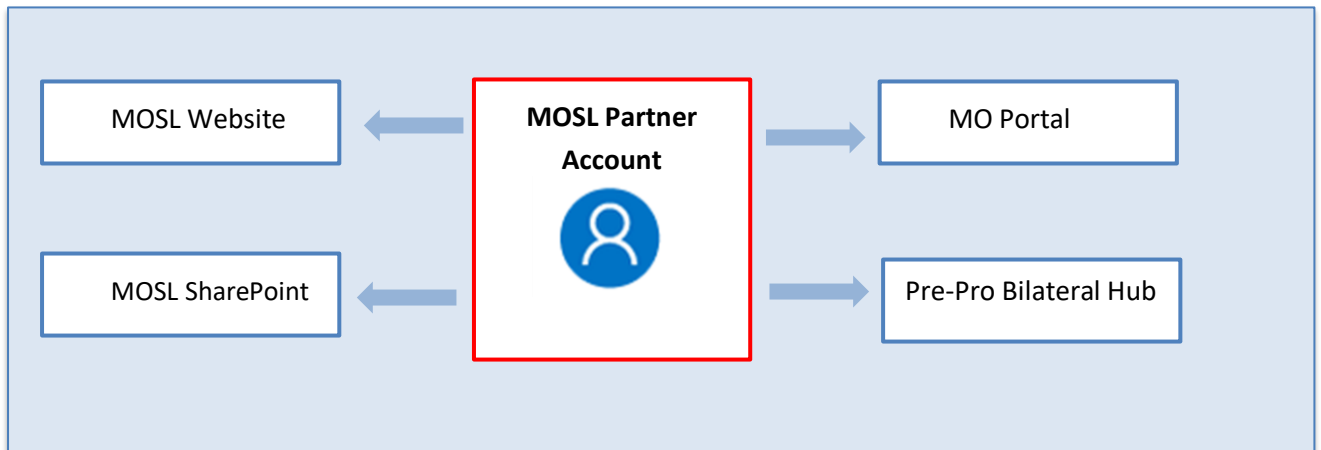 MOSL Website
MOSL Partner
Account
MO Portal
MOSL SharePoint
Pre-Pro Bilateral Hub